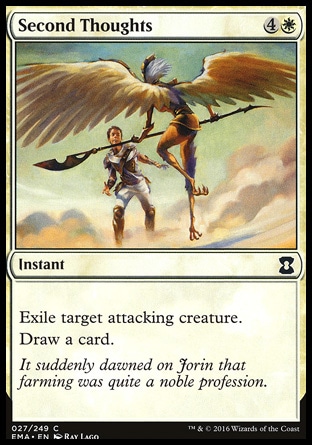 Second Thoughts 4
Instant
Exile target attacking creature.
Draw a card.
It suddenly dawned on Jorin that
farming was quite a noble profession.
027/249 C
EMA • EN Ray Lago
™ & © 2016 Wizards of the Coast